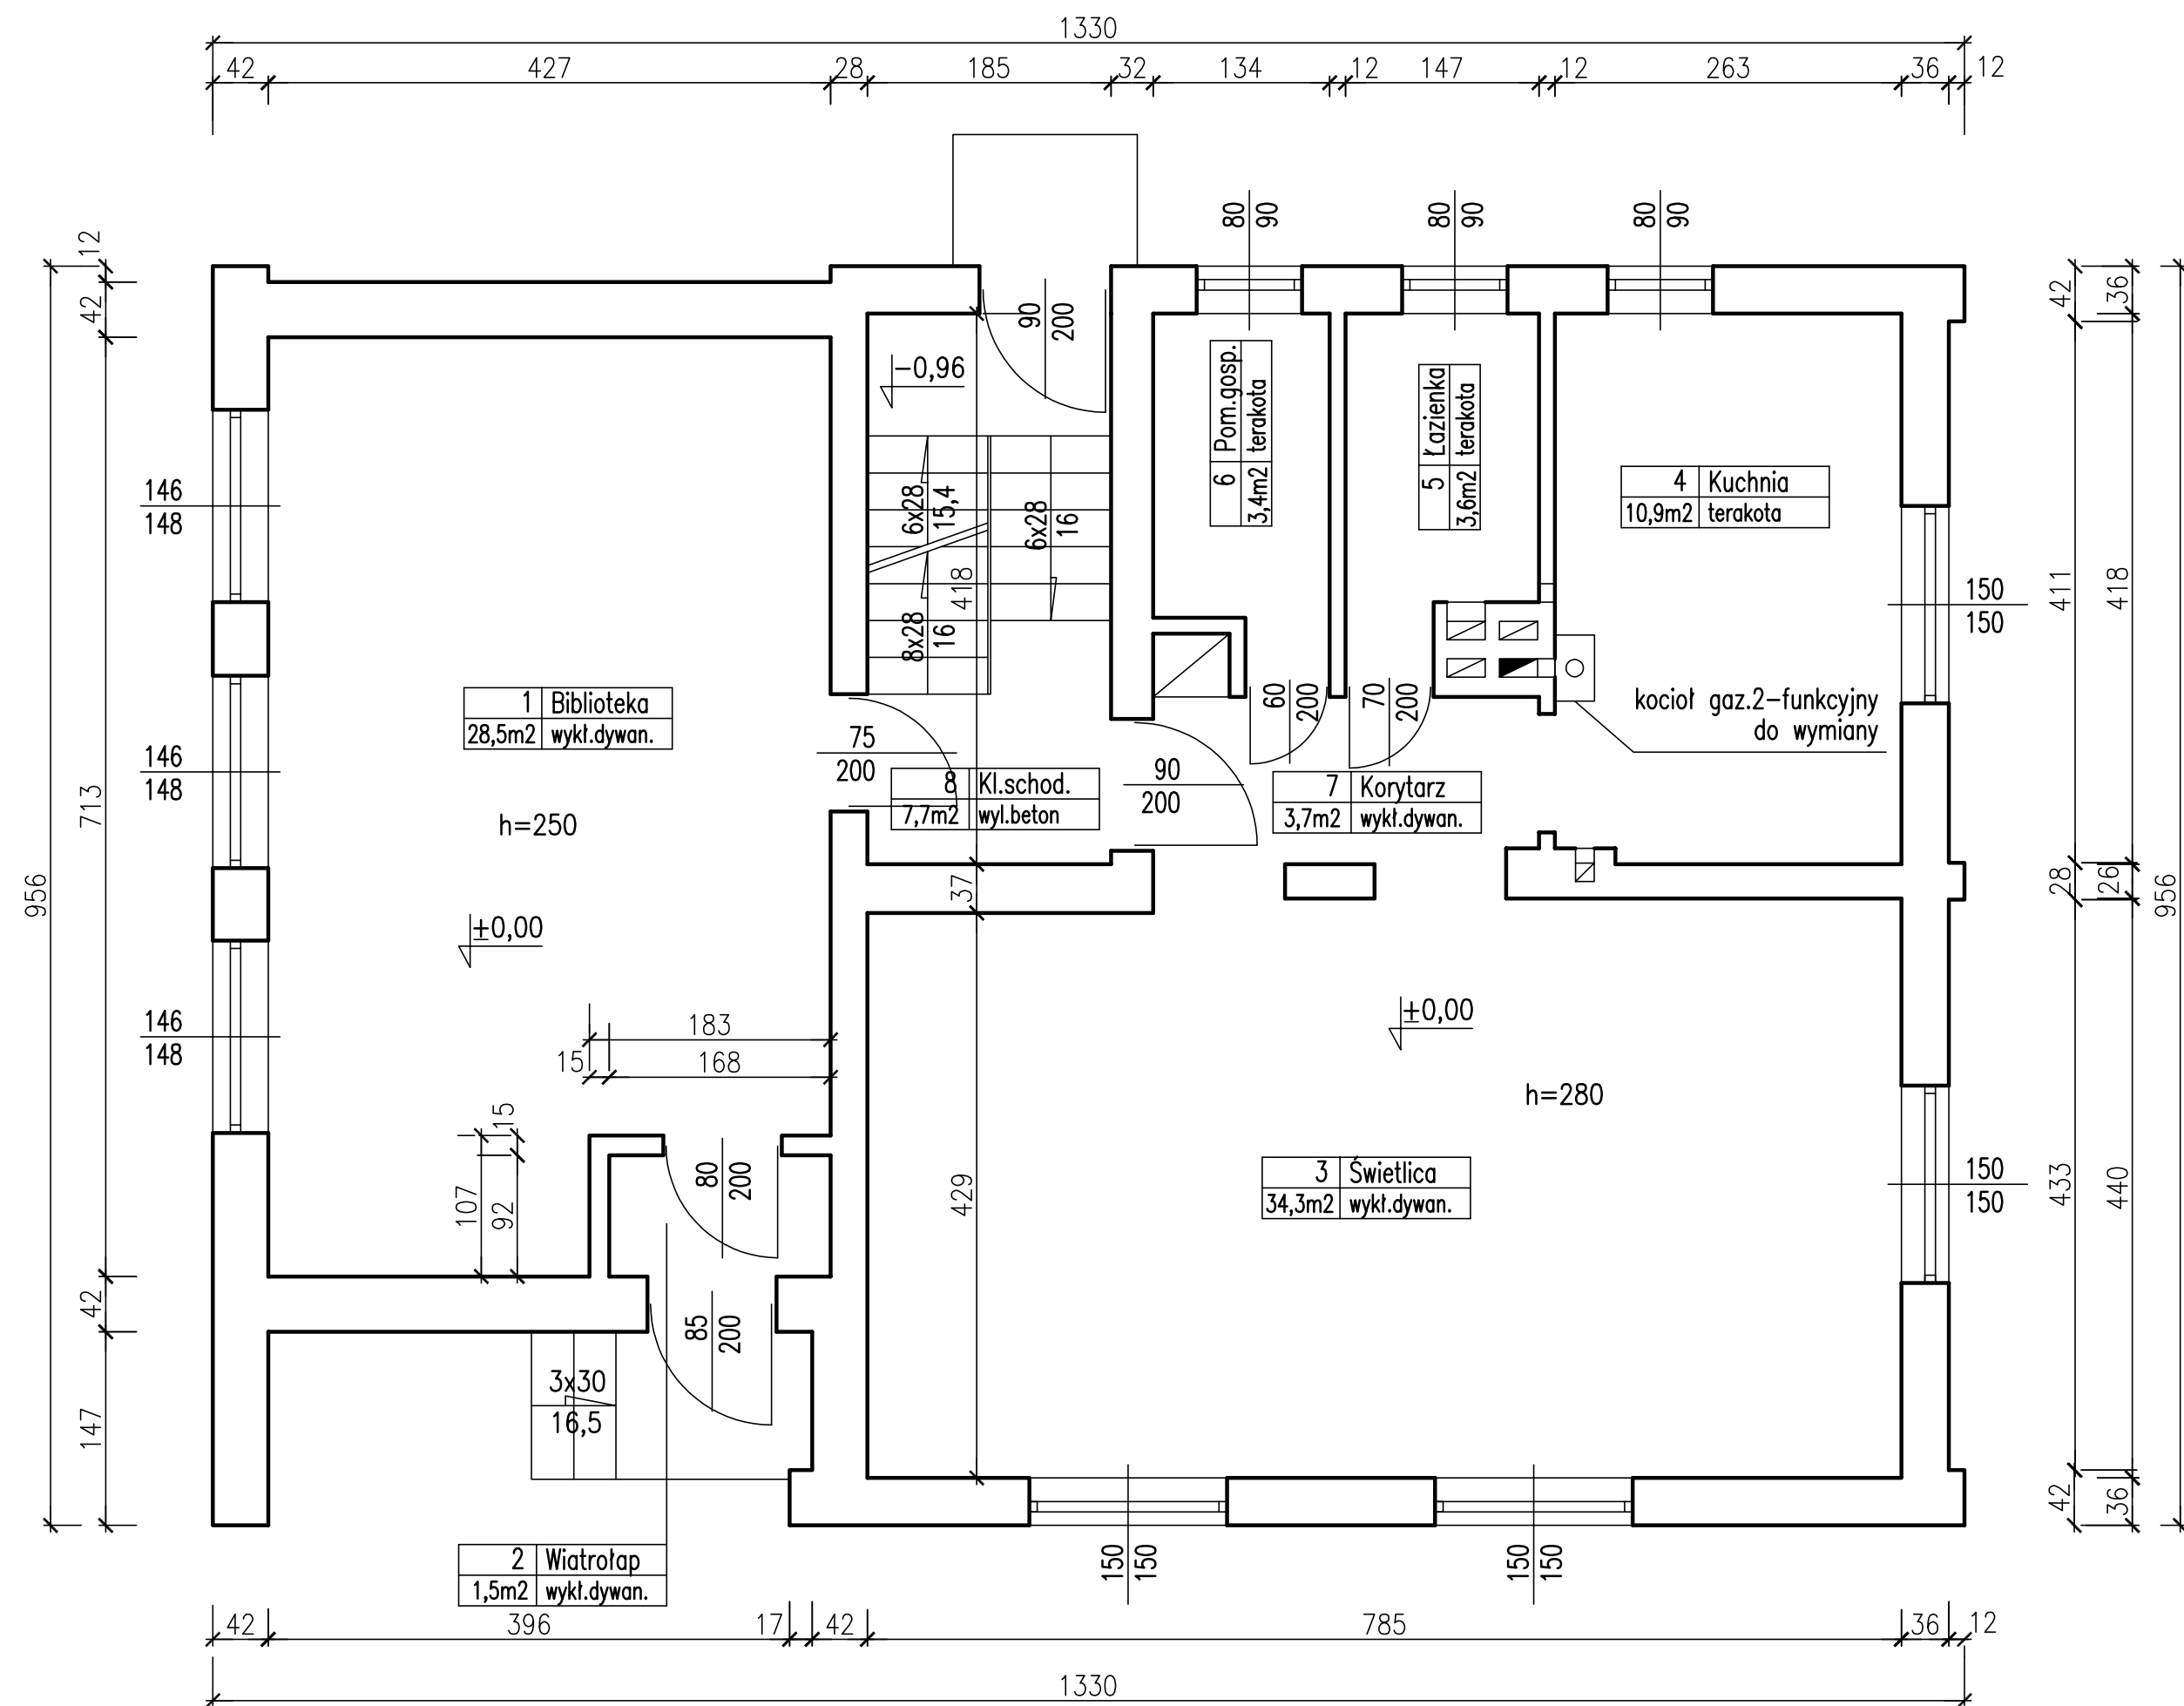 1330
42 427 28 185 32 134 12 147 12 263 36 12
80
90
80
90
80
90
12
42
713
42
147
956
42
411
28
433
42
36
418
26
440
36
956
90
200
-0,96
6x28
15,4
6x28
16
8x28
16
418
37
429
6 Pom.gosp.
3,4m2 terakota
5 Łazienka
3,6m2 terakota
4 Kuchnia
10,9m2 terakota
146
148
146
148
146
148
150
150
150
150
1 Biblioteka
28,5m2 wykł.dywan.
h=250
±0,00
75
200
8 Kl.schod.
7,7m2 wyl.beton
90
200
60
200
70
200
kocioł gaz.2-funkcyjny
do wymiany
7 Korytarz
3,7m2 wykł.dywan.
±0,00
h=280
183
15 168
15
107
92
80
200
85
200
3 Świetlica
34,3m2 wykł.dywan.
3x30
16,5
2 Wiatrołap
1,5m2 wykł.dywan.
150
150
150
150
42 396 17 42 785 36 12
1330